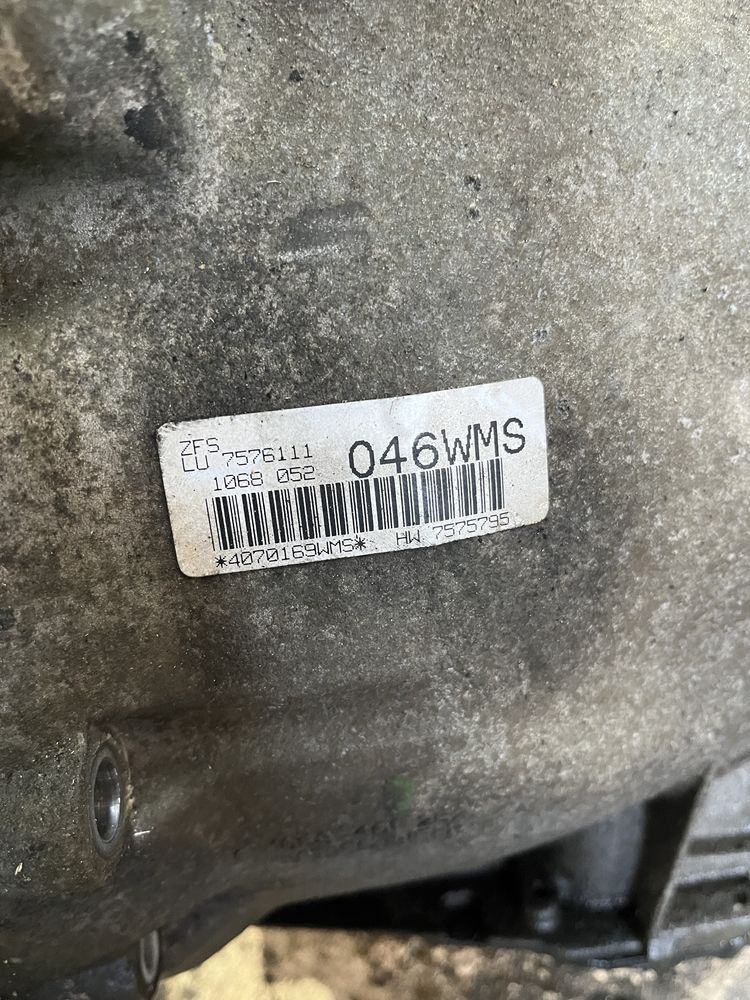 ZFS
LU 7576111
1068 052
046WMS
*4070169WMS* HW 7575795